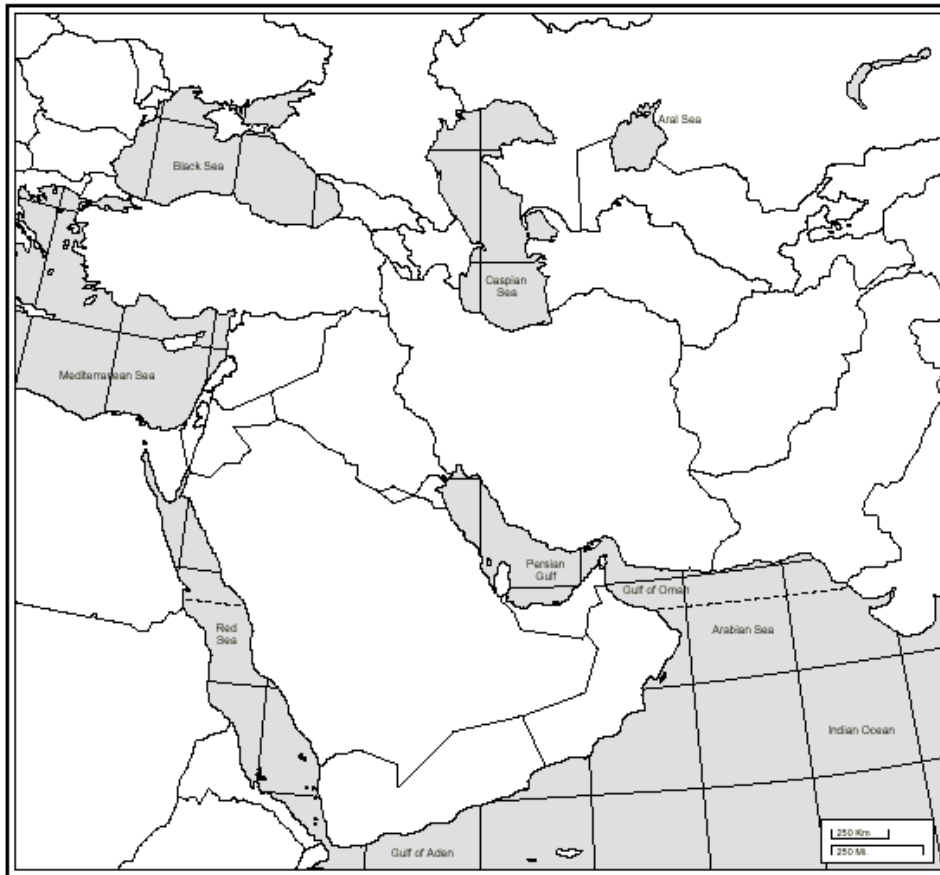 Aral Sea
Black Sea
Caspian
Sea
Mediterranean Sea
Persian
Gulf
Gulf of Oman
Red
Sea
Arabian Sea
Indian Ocean
250 Km
250 Mi.
Gulf of Aden